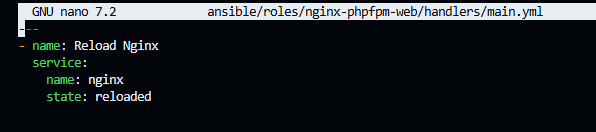 GNU nano 7.2 ansible/roles/nginx-phpfpm-web/handlers/main.yml
---
- name: Reload Nginx
  service:
    name: nginx
    state: reloaded